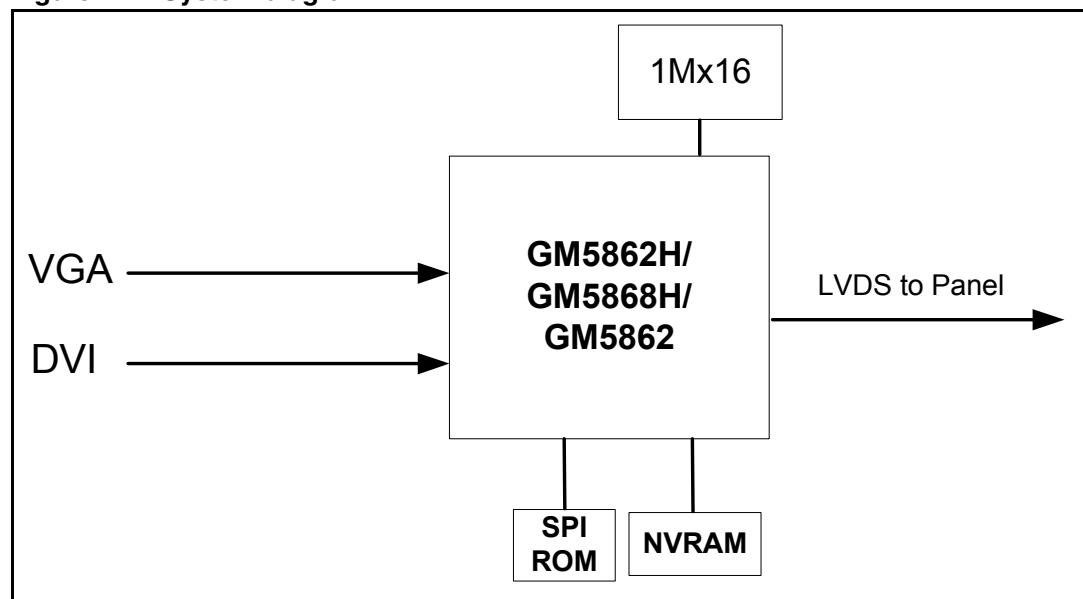 1Mx16
VGA
DVI
GM5862H/
GM5868H/
GM5862
LVDS to Panel
SPI
ROM
NVRAM